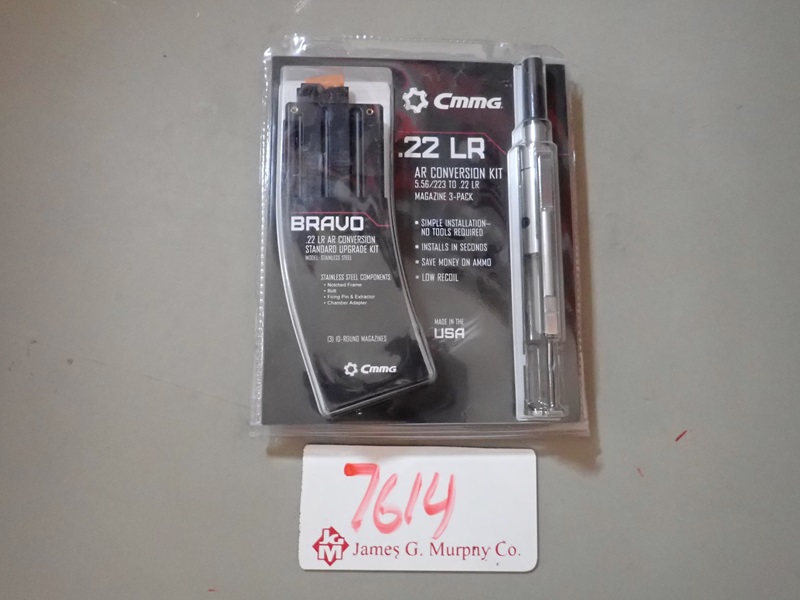 CMMG
.22 LR
AR CONVERSION KIT
5.56/223 TO .22 LR
MAGAZINE 3-PACK
SIMPLE INSTALLATION–
NO TOOLS REQUIRED
INSTALLS IN SECONDS
SAVE MONEY ON AMMO
LOW RECOIL
MADE IN THE
USA
BRAVO
.22 LR AR CONVERSION
STANDARD UPGRADE KIT
MODEL: STAINLESS STEEL
STAINLESS STEEL COMPONENTS:
• Notched Frame
• Bolt
• Firing Pin & Extractor
• Chamber Adapter
(3) 10-ROUND MAGAZINES
CMMG
7614
JGM
James G. Murphy Co.